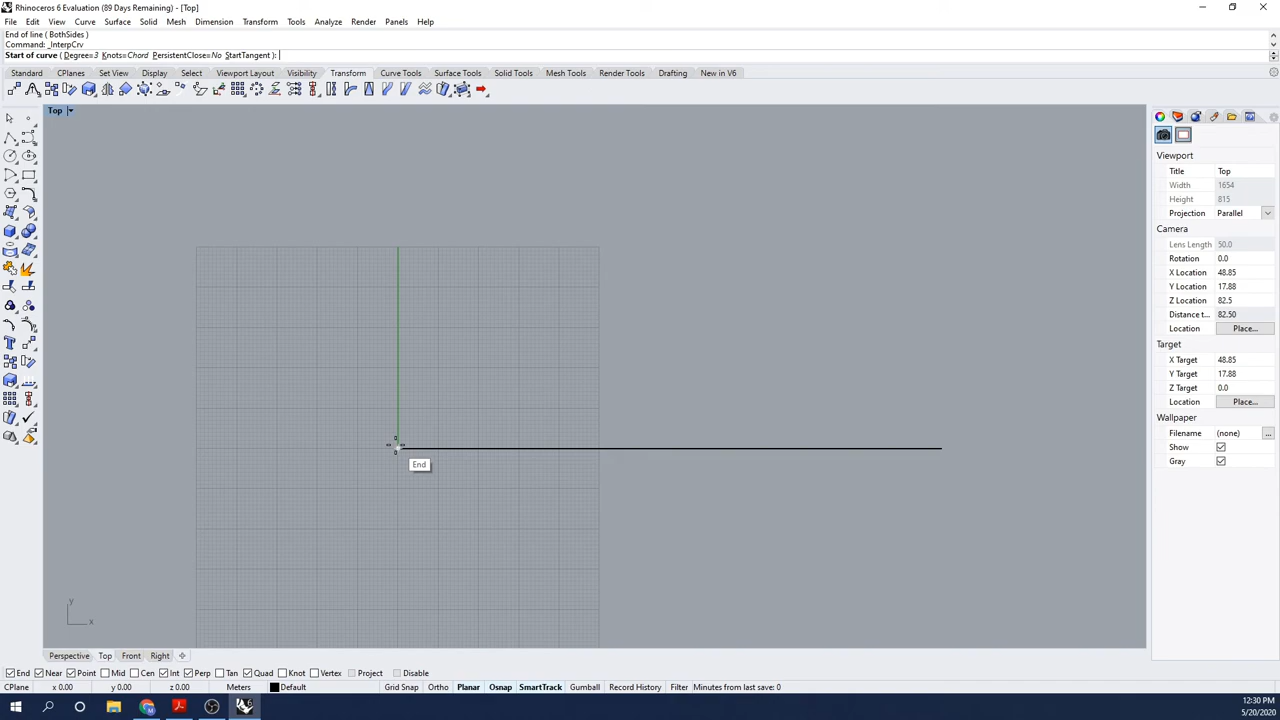 Rhinoceros 6 Evaluation (89 Days Remaining) - [Top]
File Edit View Curve Surface Solid Mesh Dimension Transform Tools Analyze Render Panels Help
End of line ( BothSides )
Command: _InterpCrv
Start of curve ( Degree=3 Knots=Chord PersistentClose=No StartTangent ):
Standard CPlanes Set View Display Select Viewport Layout Visibility Transform Curve Tools Surface Tools Solid Tools Mesh Tools Render Tools Drafting New in V6
Top
Viewport
Title Top
Width 1654
Height 815
Projection Parallel
Camera
Lens Length 50.0
Rotation 0.0
X Location 48.85
Y Location 17.88
Z Location 82.5
Distance t... 82.50
Location Place...
Target
X Target 48.85
Y Target 17.88
Z Target 0.0
Location Place...
Wallpaper
Filename (none) ...
Show
Gray
End
y
x
Perspective Top Front Right
End Near Point Mid Cen Int Perp Tan Quad Knot Vertex Project Disable
CPlane x 0.00 y 0.00 z 0.00 Meters Default Grid Snap Ortho Planar Osnap SmartTrack Gumball Record History Filter Minutes from last save: 0
12:30 PM
5/20/2020